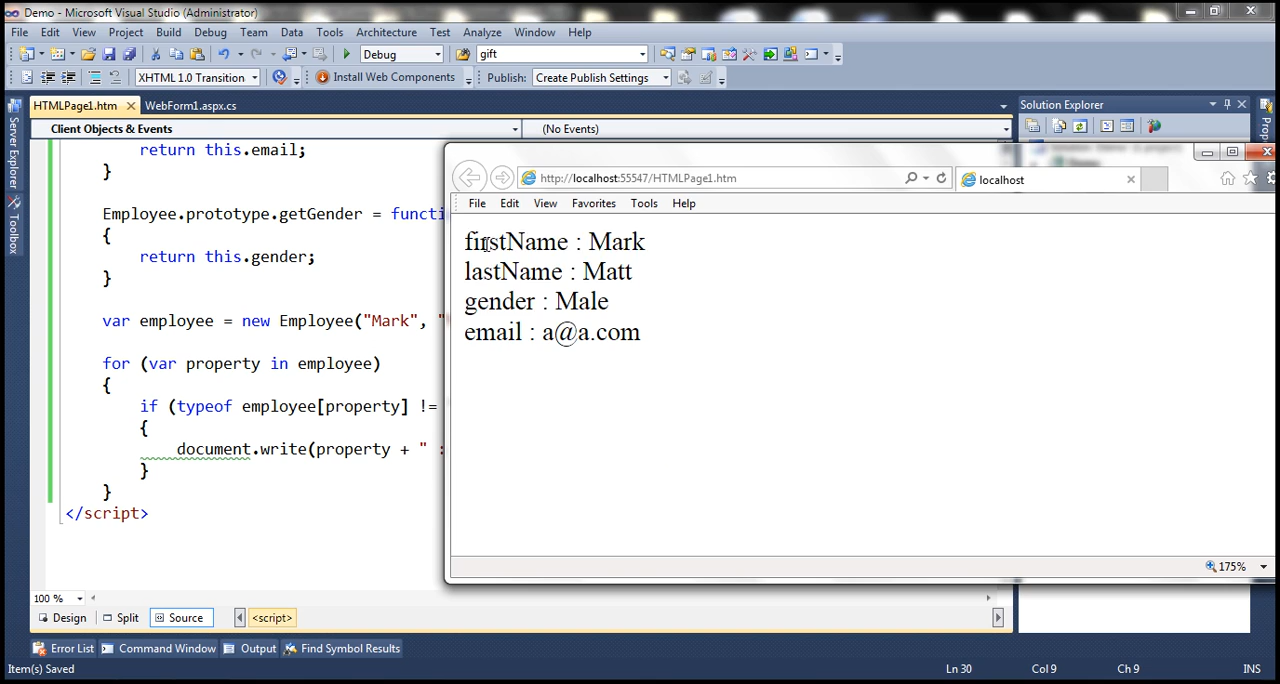 Demo - Microsoft Visual Studio (Administrator)
File Edit View Project Build Debug Team Data Tools Architecture Test Analyze Window Help
Debug gift
XHTML 1.0 Transition Install Web Components Publish: Create Publish Settings
HTMLPage1.htm WebForm1.aspx.cs
Solution Explorer
Client Objects & Events (No Events)
Server Explorer
Toolbox
return this.email;
}
Employee.prototype.getGender = functi
{
return this.gender;
}
var employee = new Employee("Mark", "
for (var property in employee)
{
if (typeof employee[property] !=
{
document.write(property + " :
}
}
</script>
http://localhost:55547/HTMLPage1.htm
localhost
File Edit View Favorites Tools Help
firstName : Mark
lastName : Matt
gender : Male
email : a@a.com
175%
100 %
Design Split Source <script>
Error List Command Window Output Find Symbol Results
Item(s) Saved Ln 30 Col 9 Ch 9 INS